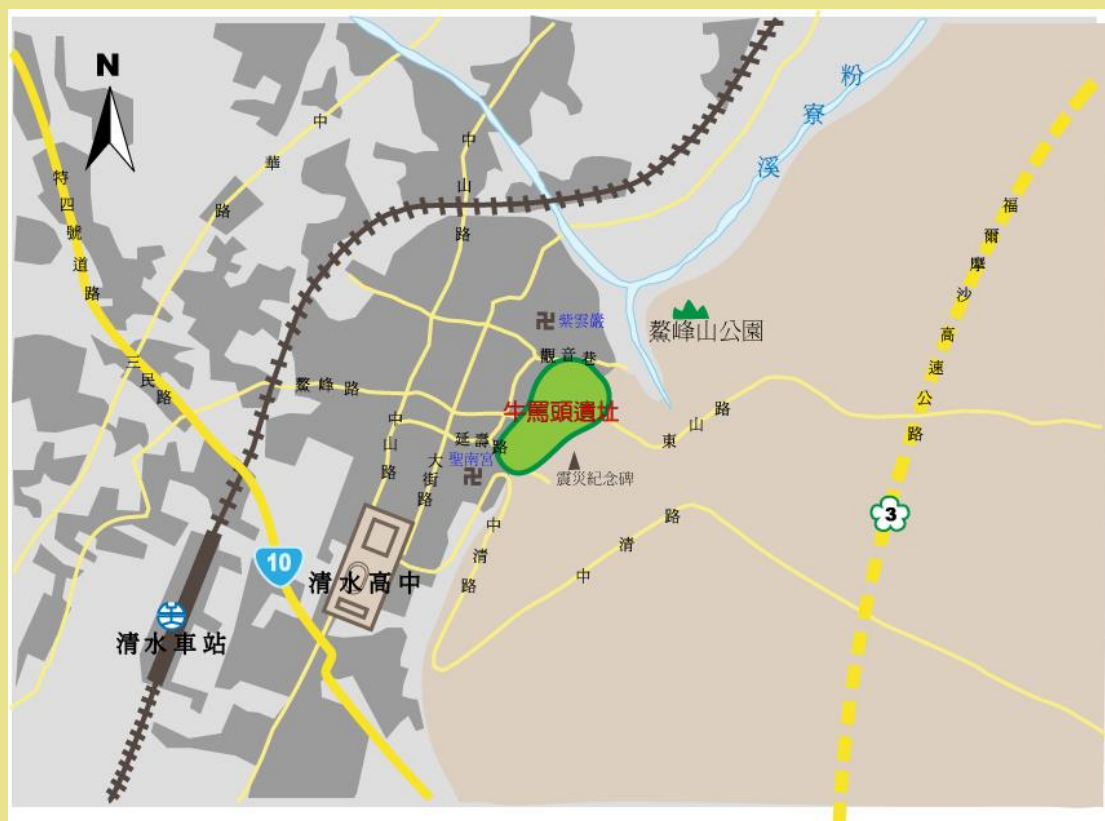 N
粉寮溪
中華路
中山路
特四號道路
福爾摩沙高速公路
紫雲巖
鰲峰山公園
觀音巷
三民路
鰲峰路
牛罵頭遺址
中山路
延壽路
東山路
聖南宮
大街路
震災紀念碑
3
中清路
中清路
10
清水高中
清水車站